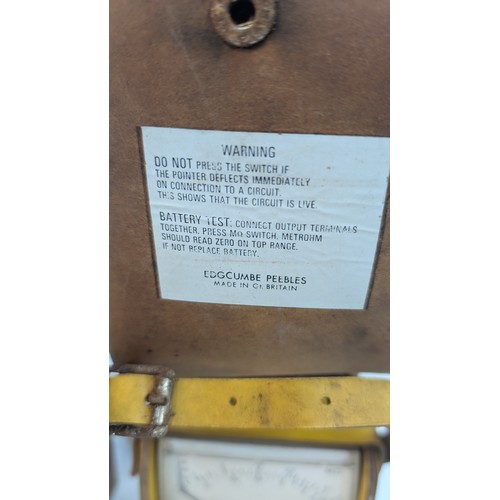 WARNING
DO NOT PRESS THE SWITCH IF
THE POINTER DEFLECTS IMMEDIATELY
ON CONNECTION TO A CIRCUIT.
THIS SHOWS THAT THE CIRCUIT IS LIVE.
BATTERY TEST: CONNECT OUTPUT TERMINALS
TOGETHER. PRESS MΩ SWITCH. METROHM
SHOULD READ ZERO ON TOP RANGE.
IF NOT REPLACE BATTERY.
EDGCUMBE PEEBLES
MADE IN Gt. BRITAIN